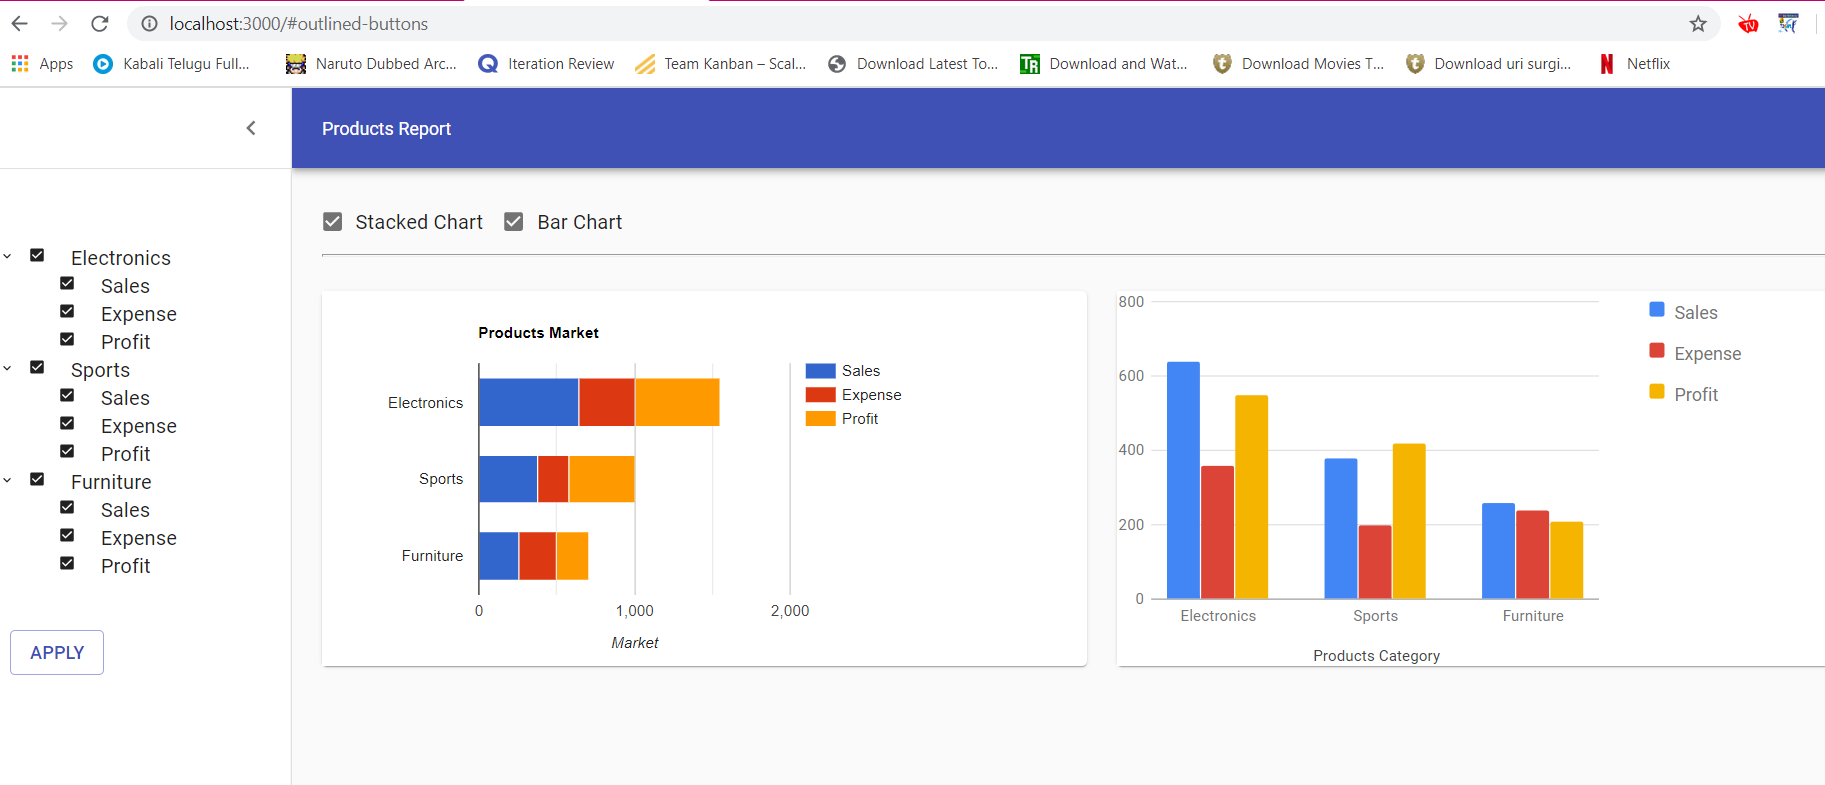 localhost:3000/#outlined-buttons
Apps Kabali Telugu Full... Naruto Dubbed Arc... Iteration Review Team Kanban – Scal... Download Latest To... Download and Wat... Download Movies T... Download uri surgi... Netflix
Products Report
Stacked Chart Bar Chart
Electronics
Sales
Expense
Profit
Sports
Sales
Expense
Profit
Furniture
Sales
Expense
Profit
APPLY
Products Market
Sales
Expense
Profit
Electronics
Sports
Furniture
0 1,000 2,000
Market
800
600
400
200
0
Electronics Sports Furniture
Products Category
Sales
Expense
Profit